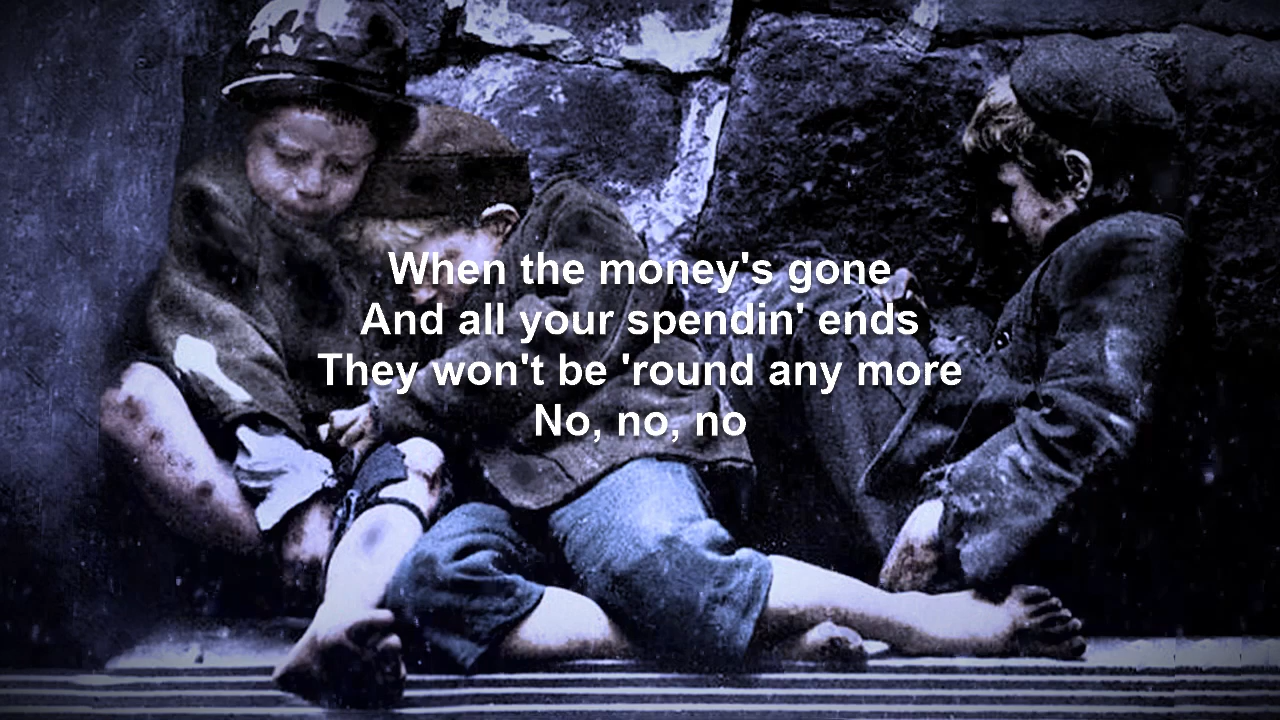 When the money's gone
And all your spendin' ends
They won't be 'round any more
No, no, no